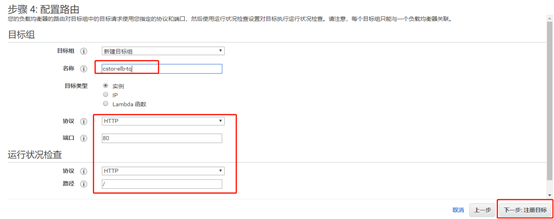 步骤 4: 配置路由
您的负载均衡器的路由对目标组中的目标请求使用您指定的协议和端口，然后使用运行状况检查设置对目标执行运行状况检查。请注意，每个目标组只能与一个负载均衡器关联。
目标组
目标组 新建目标组
名称 cstor-elb-tg
目标类型 实例
IP
Lambda 函数
协议 HTTP
端口 80
运行状况检查
协议 HTTP
路径 /
取消 上一步 下一步: 注册目标